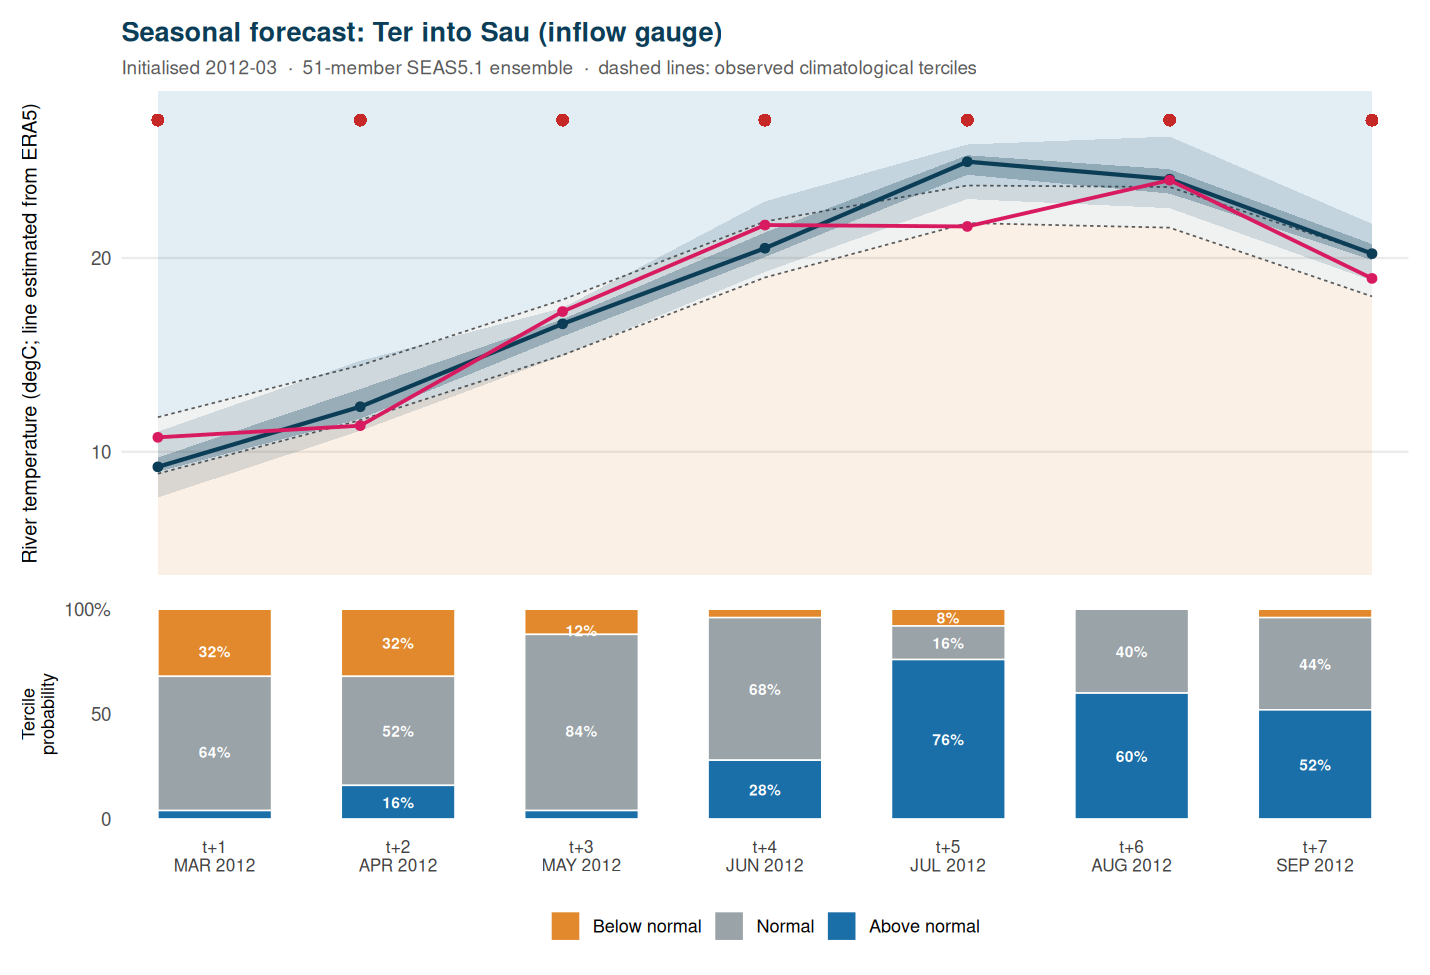 Seasonal forecast: Ter into Sau (inflow gauge)
Initialised 2012-03 · 51-member SEAS5.1 ensemble · dashed lines: observed climatological terciles
River temperature (degC; line estimated from ERA5)
20
10
Tercile
probability
100%
50
0
32% 32% 12% 8%
64% 52% 84% 68% 16% 40% 44%
16% 28% 76% 60% 52%
t+1 t+2 t+3 t+4 t+5 t+6 t+7
MAR 2012 APR 2012 MAY 2012 JUN 2012 JUL 2012 AUG 2012 SEP 2012
Below normal Normal Above normal